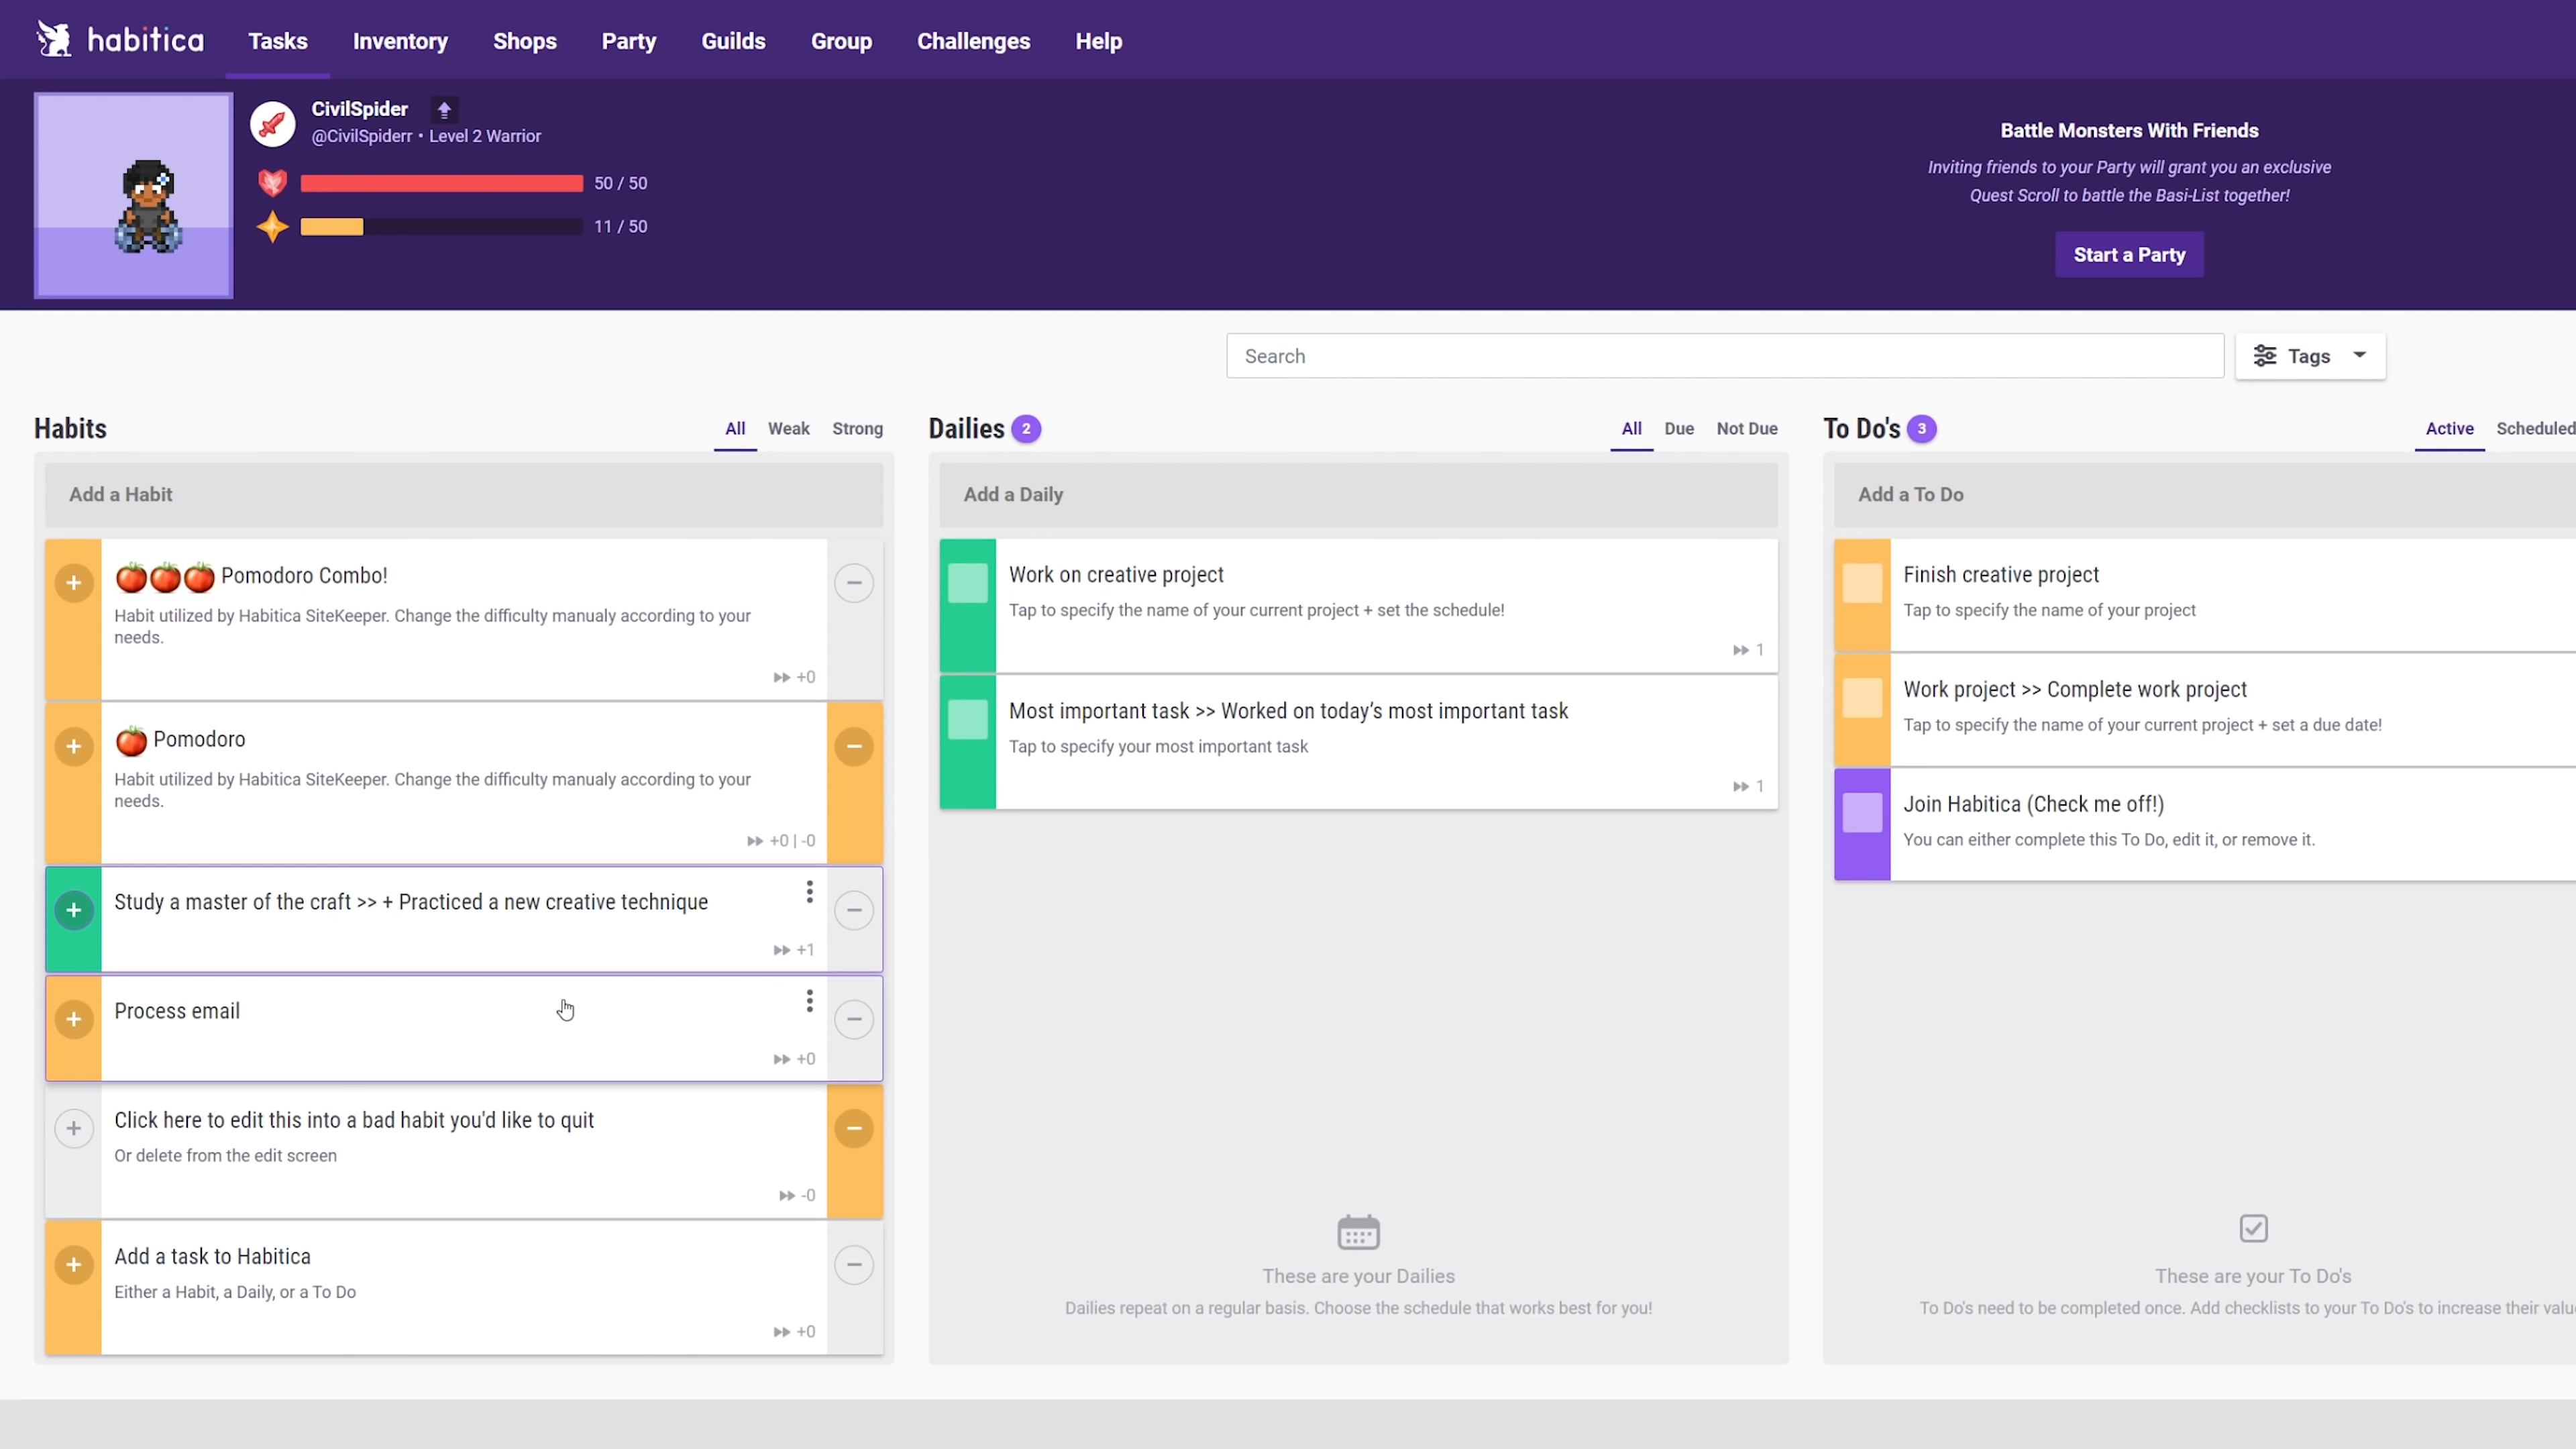 habitica Tasks Inventory Shops Party Guilds Group Challenges Help
CivilSpider
@CivilSpiderr • Level 2 Warrior
50 / 50
11 / 50
Battle Monsters With Friends
Inviting friends to your Party will grant you an exclusive
Quest Scroll to battle the Basi-List together!
Start a Party
Search
Tags
Habits All Weak Strong
Add a Habit
Pomodoro Combo!
Habit utilized by Habitica SiteKeeper. Change the difficulty manualy according to your
needs.
+0
Pomodoro
Habit utilized by Habitica SiteKeeper. Change the difficulty manualy according to your
needs.
+0 | -0
Study a master of the craft >> + Practiced a new creative technique
+1
Process email
+0
Click here to edit this into a bad habit you'd like to quit
Or delete from the edit screen
-0
Add a task to Habitica
Either a Habit, a Daily, or a To Do
+0
Dailies 2 All Due Not Due
Add a Daily
Work on creative project
Tap to specify the name of your current project + set the schedule!
1
Most important task >> Worked on today’s most important task
Tap to specify your most important task
1
These are your Dailies
Dailies repeat on a regular basis. Choose the schedule that works best for you!
To Do's 3 Active Scheduled
Add a To Do
Finish creative project
Tap to specify the name of your project
Work project >> Complete work project
Tap to specify the name of your current project + set a due date!
Join Habitica (Check me off!)
You can either complete this To Do, edit it, or remove it.
These are your To Do's
To Do's need to be completed once. Add checklists to your To Do's to increase their valu